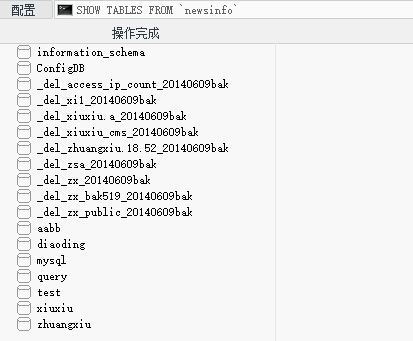 配置
SHOW TABLES FROM `newsinfo`
操作完成
information_schema
ConfigDB
_del_access_ip_count_20140609bak
_del_xi1_20140609bak
_del_xiuxiu.a_20140609bak
_del_xiuxiu_cms_20140609bak
_del_zhuangxiu.18.52_20140609bak
_del_zsa_20140609bak
_del_zx_20140609bak
_del_zx_bak519_20140609bak
_del_zx_public_20140609bak
aabb
diaoding
mysql
query
test
xiuxiu
zhuangxiu